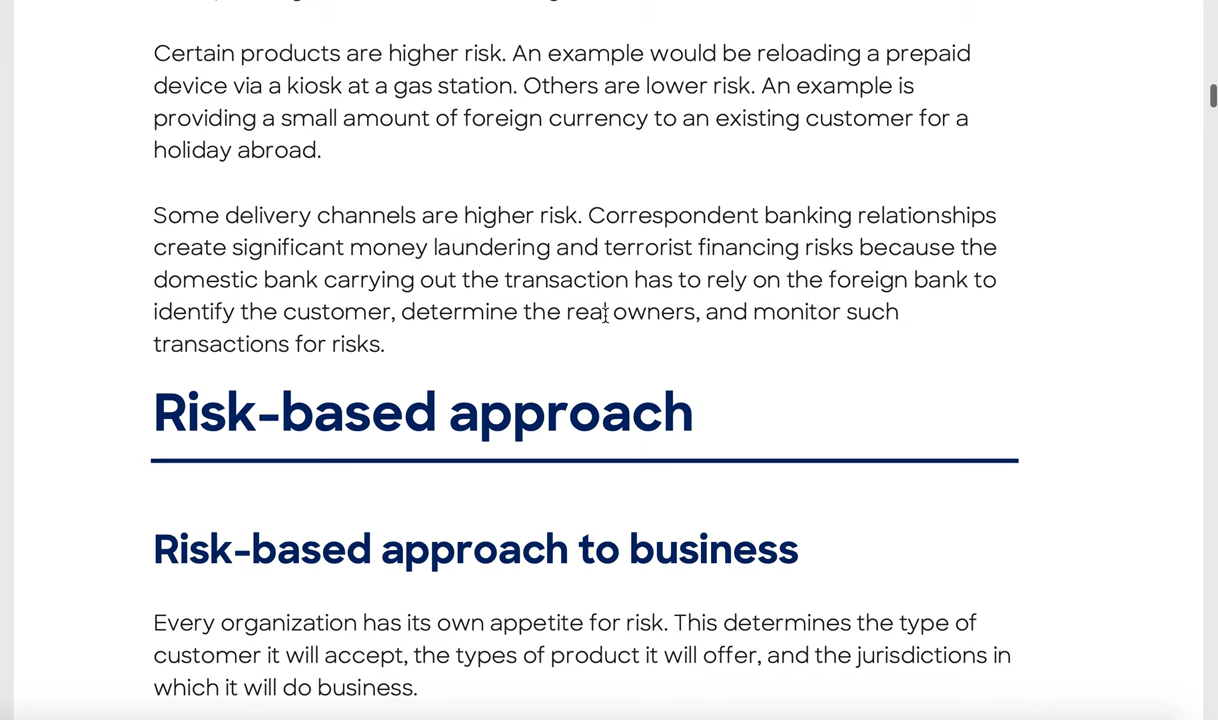 Certain products are higher risk. An example would be reloading a prepaid
device via a kiosk at a gas station. Others are lower risk. An example is
providing a small amount of foreign currency to an existing customer for a
holiday abroad.
Some delivery channels are higher risk. Correspondent banking relationships
create significant money laundering and terrorist financing risks because the
domestic bank carrying out the transaction has to rely on the foreign bank to
identify the customer, determine the real owners, and monitor such
transactions for risks.
Risk-based approach
Risk-based approach to business
Every organization has its own appetite for risk. This determines the type of
customer it will accept, the types of product it will offer, and the jurisdictions in
which it will do business.